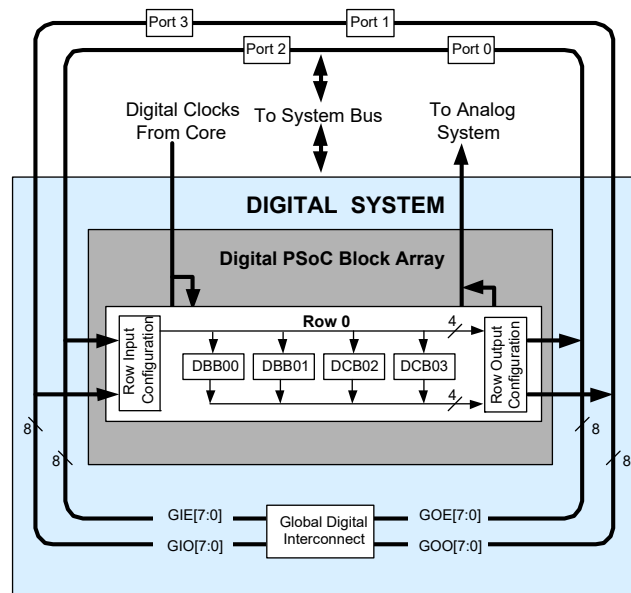 Port 3
Port 1
Port 2
Port 0
Digital Clocks
From Core
To System Bus
To Analog
System
DIGITAL SYSTEM
Digital PSoC Block Array
Row 0
4
Row Input
Configuration
DBB00
DBB01
DCB02
DCB03
Row Output
Configuration
4
8
8
8
8
GIE[7:0]
GIO[7:0]
Global Digital
Interconnect
GOE[7:0]
GOO[7:0]